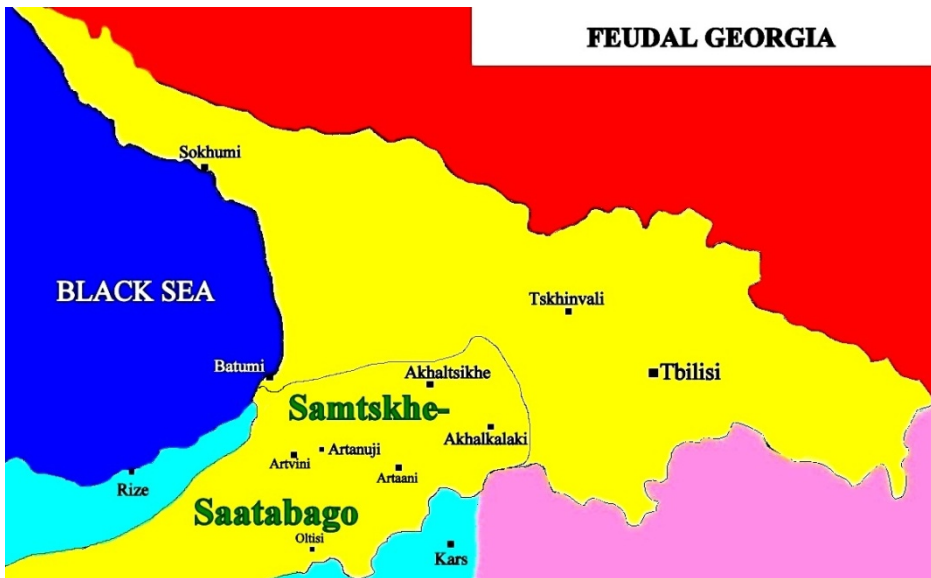 FEUDAL GEORGIA
Sokhumi
BLACK SEA
Tskhinvali
Batumi
Akhaltsikhe
Tbilisi
Samtskhe-
Akhalkalaki
Artvini
Artanuji
Artaani
Rize
Saatabago
Oltisi
Kars